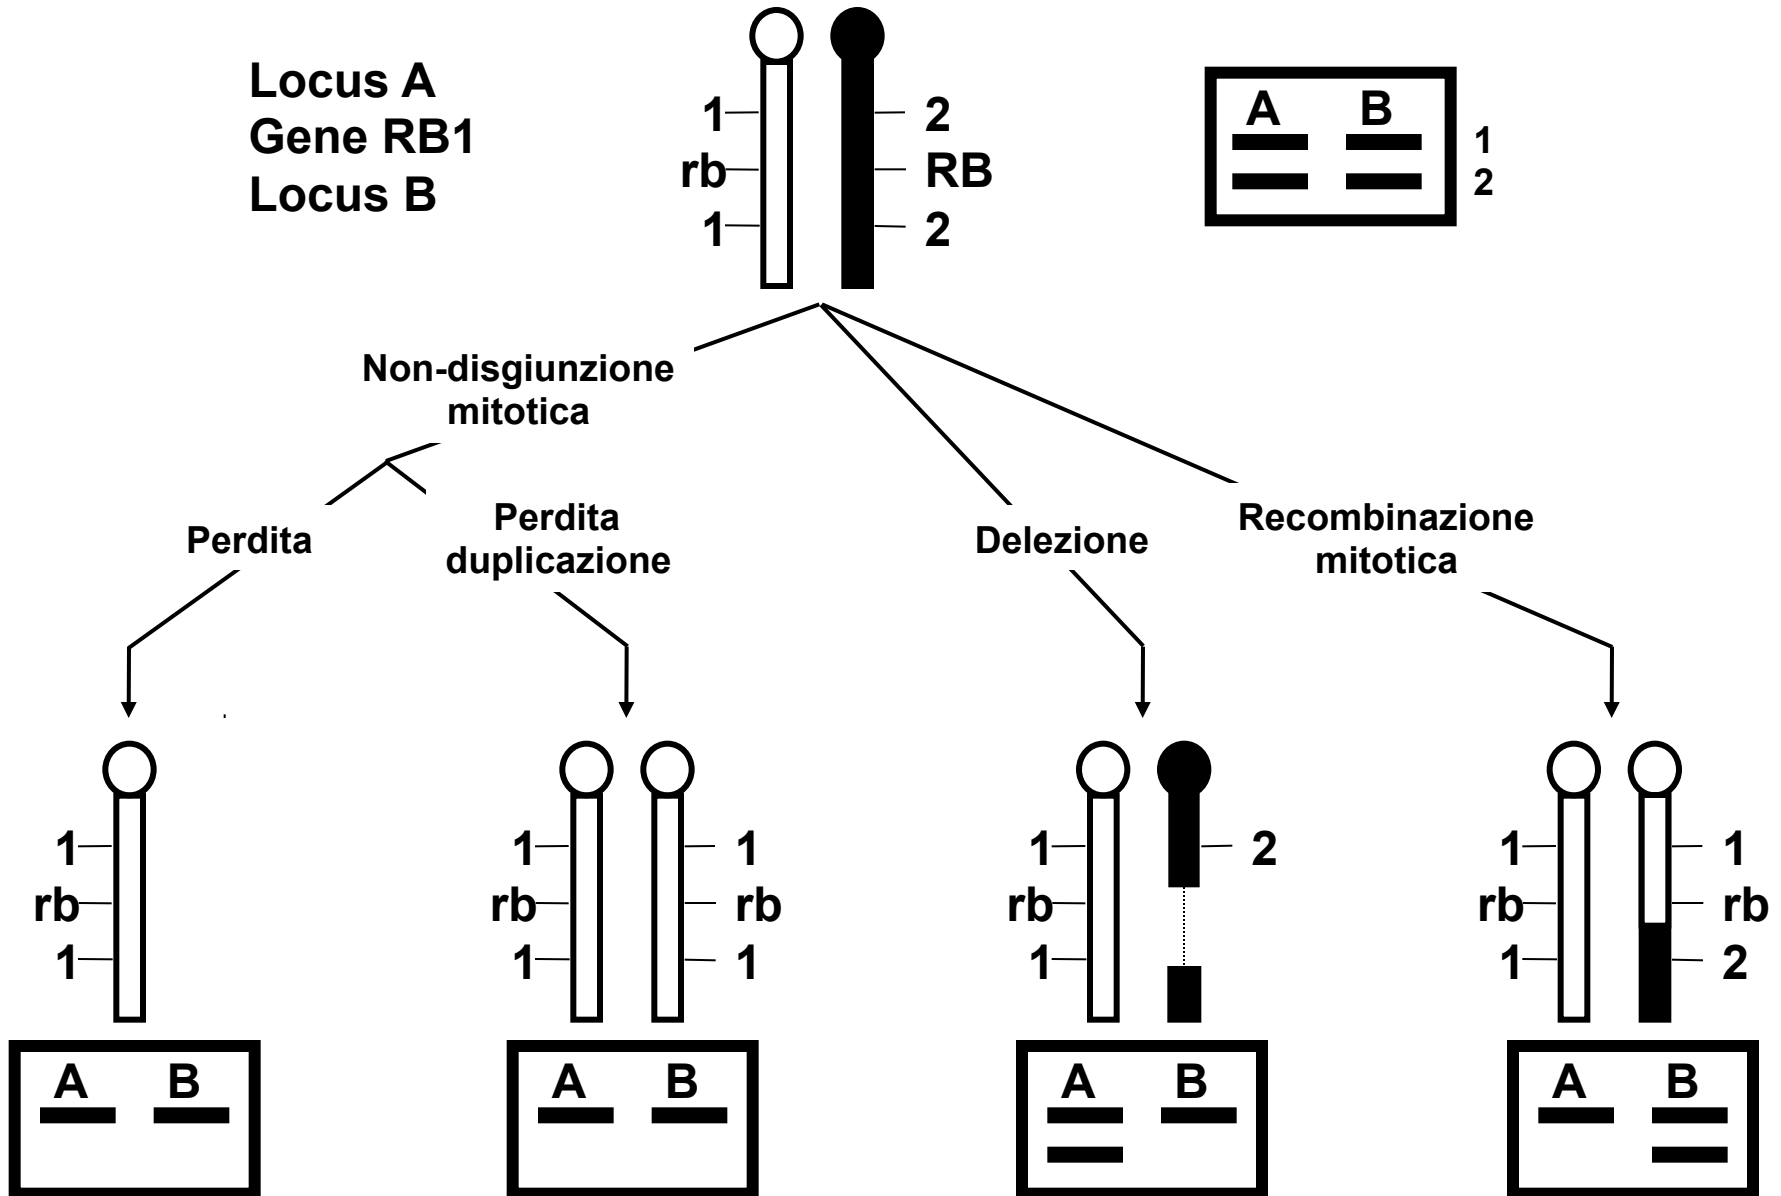 Locus A
Gene RB1
Locus B
1 2
rb RB
1 2
A B
1
2
Non-disgiunzione
mitotica
Perdita
Perdita
duplicazione
Delezione
Recombinazione
mitotica
1
rb
1
A B
1 1
rb rb
1 1
A B
1 2
rb
1
A B
1 1
rb rb
1 2
A B